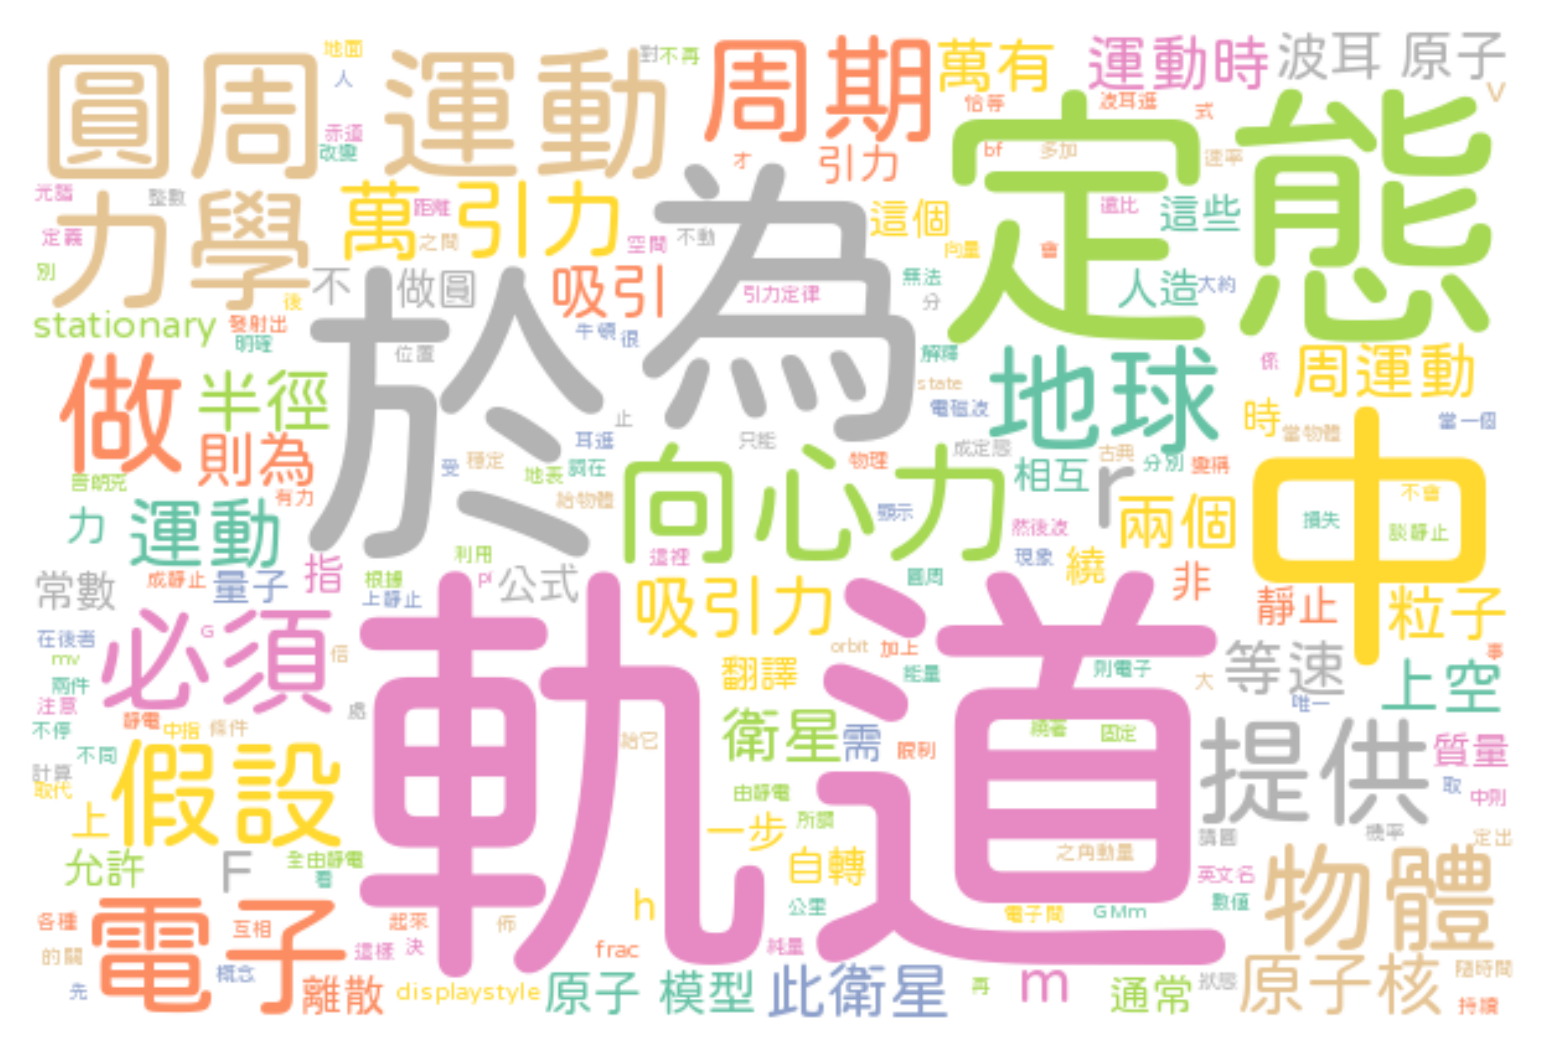 圓周
運動
地面
人
赤道
改變
對
不再
周期
萬有
運動時
波耳
原子
v
光譜
整數
定義
別
力學
後
萬
引力
距離
之間
空間
不動
才
引力
恰等
bf
波耳進
多加
式
速率
定態
這個
遠比
這些
向量
會
人造
大約
無法
分
stationary
發射出
明確
不
做圓
吸引
牛頓
很
引力定律
為
於
位置
止
解釋
state
電磁波
地球
係
周運動
時
當物體
當一個
做
半徑
則為
普朗克
有力
受
穩定
耳進
地表
調在
給物體
只能
物理
成定態
古典
分別
變稱
相互
r
兩個
中
不會
損失
談靜止
力
運動
利用
pi
向心力
顯示
這裡
然後波
現象
繞
非
靜止
粒子
常數
成靜止
量子
指
根據
上靜止
公式
圓周
吸引力
在後者
mv
兩件
注意
不停
必須
G
信
靜電
中指
條件
處
軌道
orbit
加上
能量
則電子
大
等速
唯一
事
上空
翻譯
給它
衛星
需
限制
繞著
固定
不同
計算
取代
上
假設
由靜電
所謂
一步
提供
質量
取
中則
請圓
機率
定出
允許
F
全由靜電
看
自轉
之角動量
英文名
數值
物體
各種
的關
先
電子
互相
概念
離散
起來
這樣
決
佈
h
frac
公里
純量
電子間
GMm
displaystyle
原子
模型
此衛星
再
m
通常
狀態
原子核
隨時間
持續